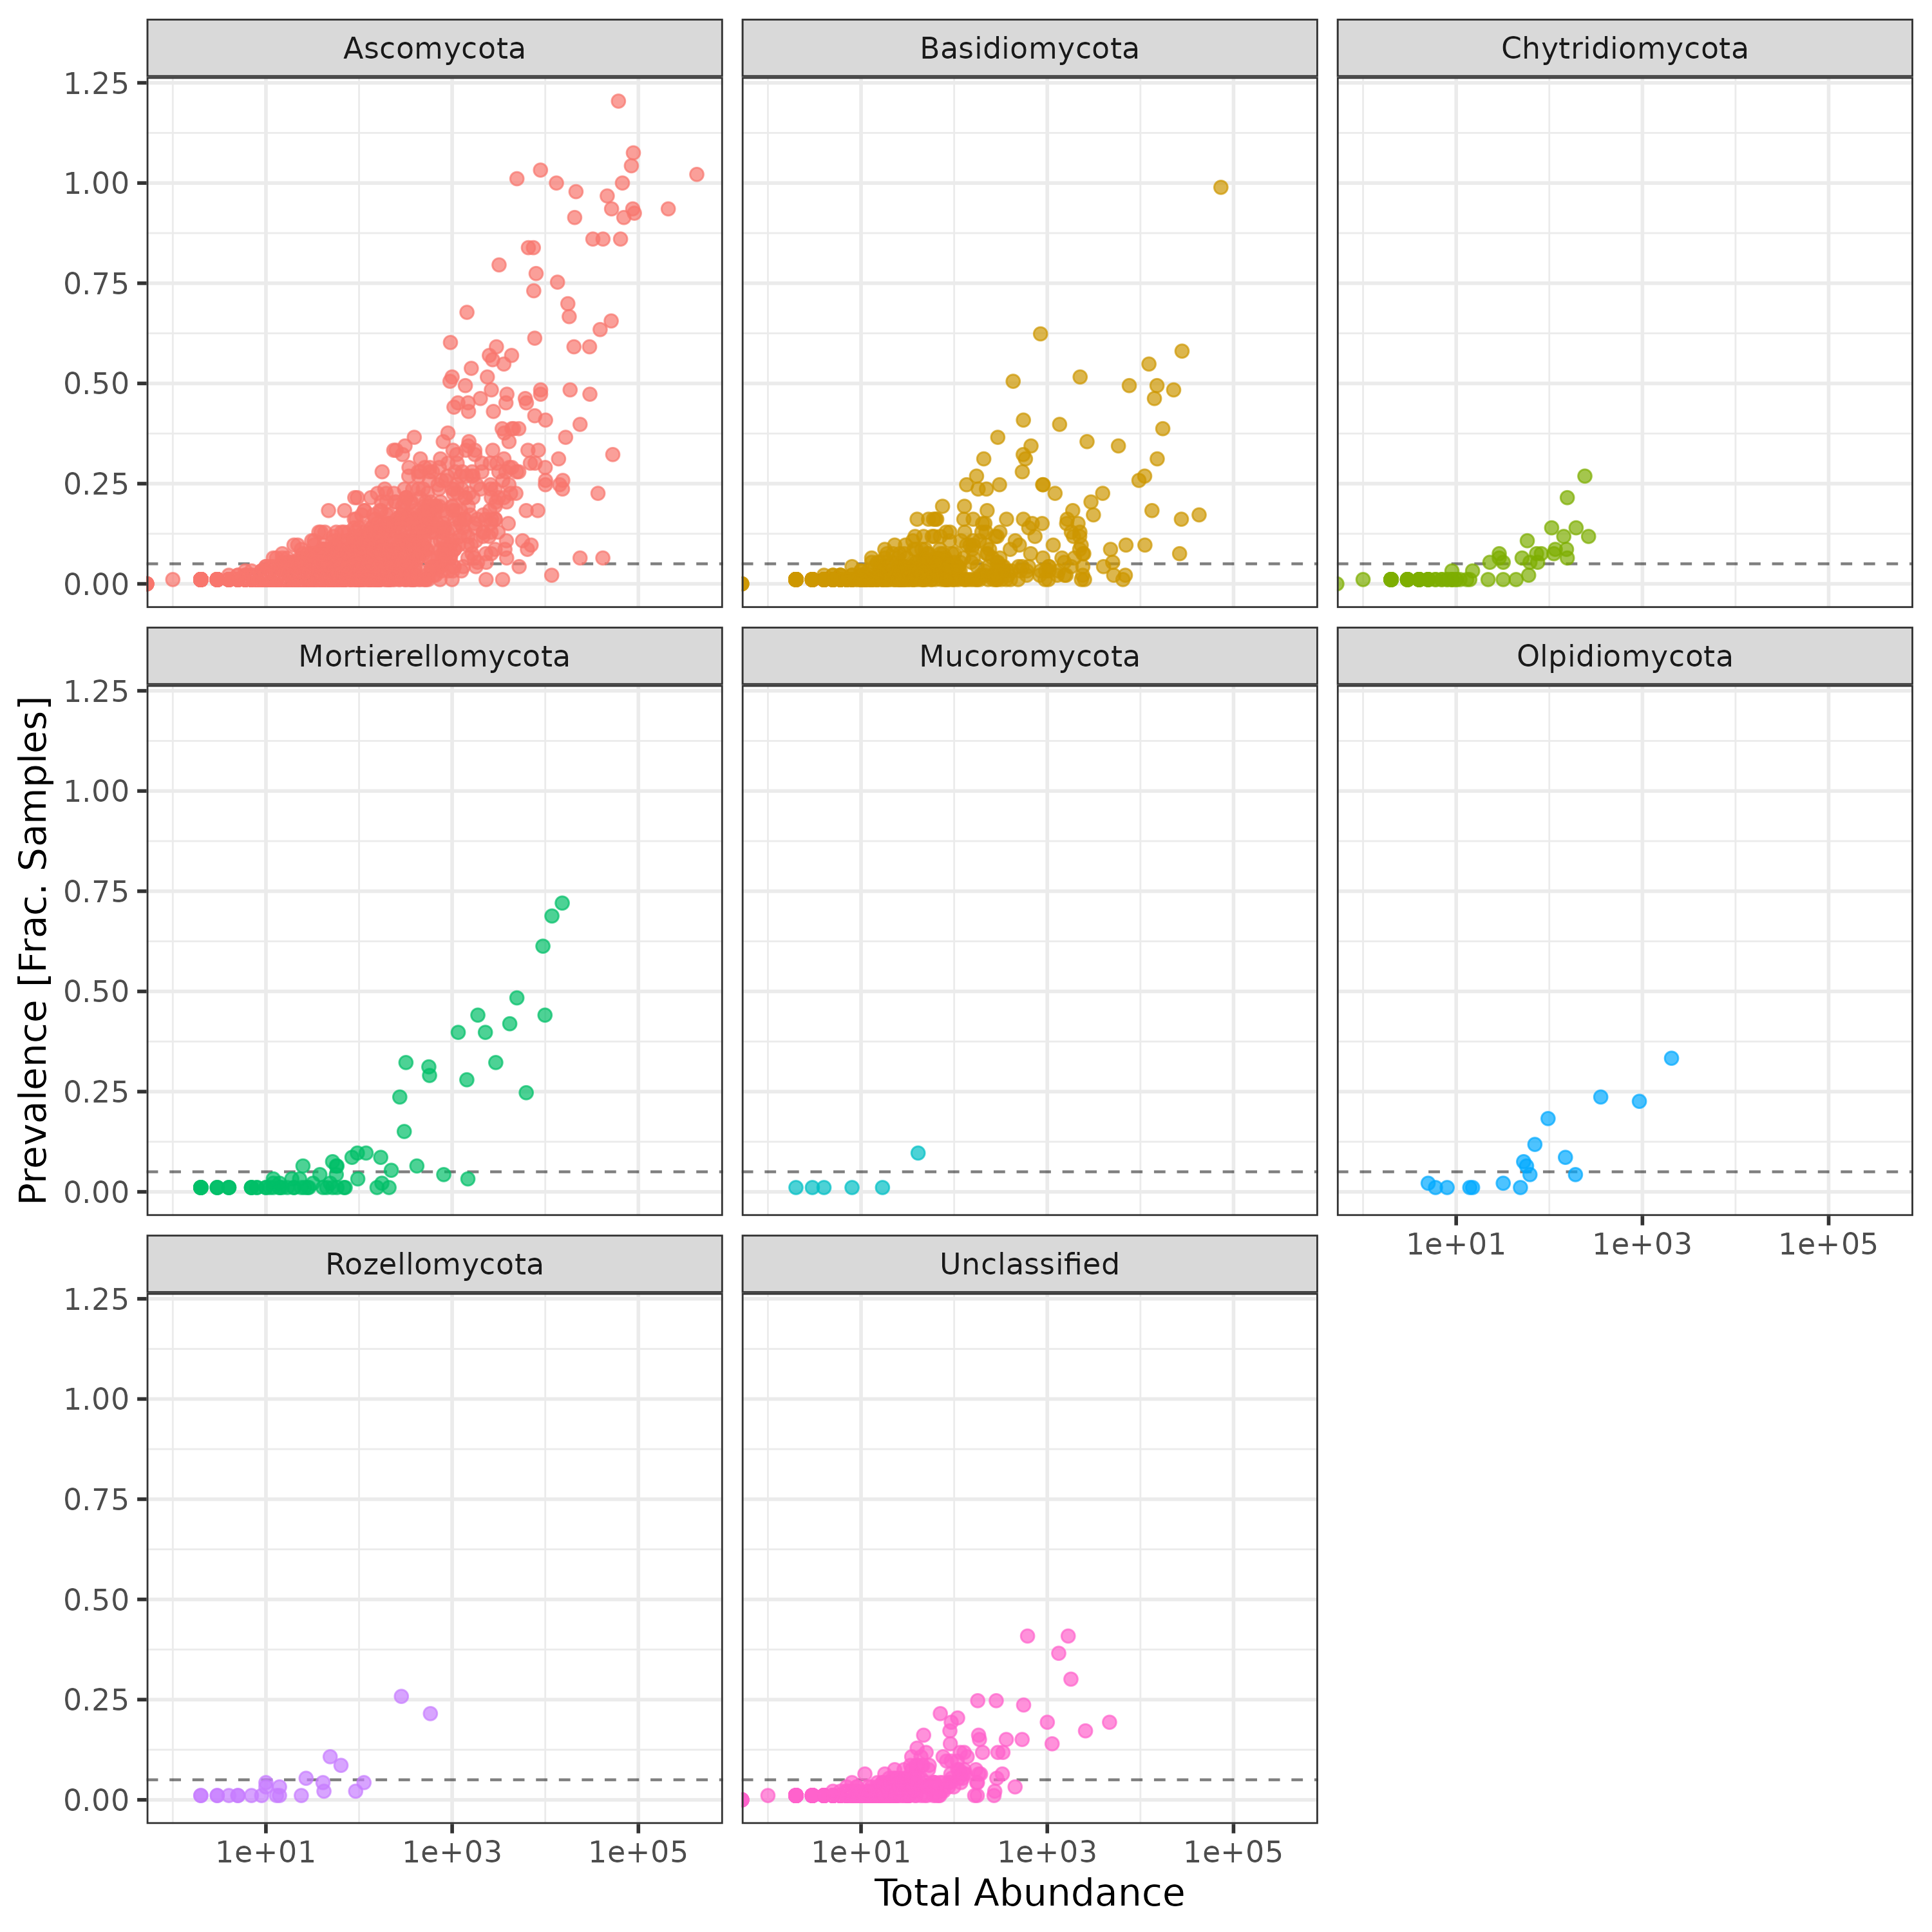 Ascomycota Basidiomycota Chytridiomycota
1.25
1.00
0.75
0.50
0.25
0.00
Mortierellomycota Mucoromycota Olpidiomycota
1.25
1.00
0.75
0.50
0.25
0.00
1e+01 1e+03 1e+05
Prevalence [Frac. Samples]
Rozellomycota Unclassified
1.25
1.00
0.75
0.50
0.25
0.00
1e+01 1e+03 1e+05 1e+01 1e+03 1e+05
Total Abundance